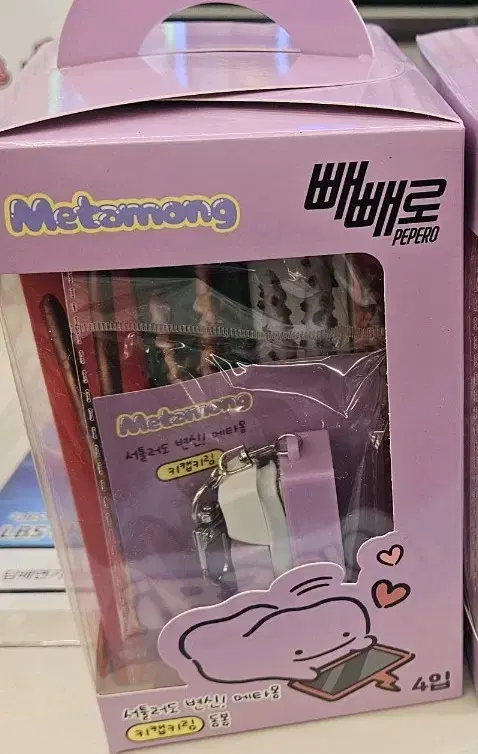 Metamong
빼빼로
PEPERO
Metamong
서툴러도 변신! 메타몽
키캡키링
서툴러도 변신! 메타몽
키캡키링 동봉
4입
LBS